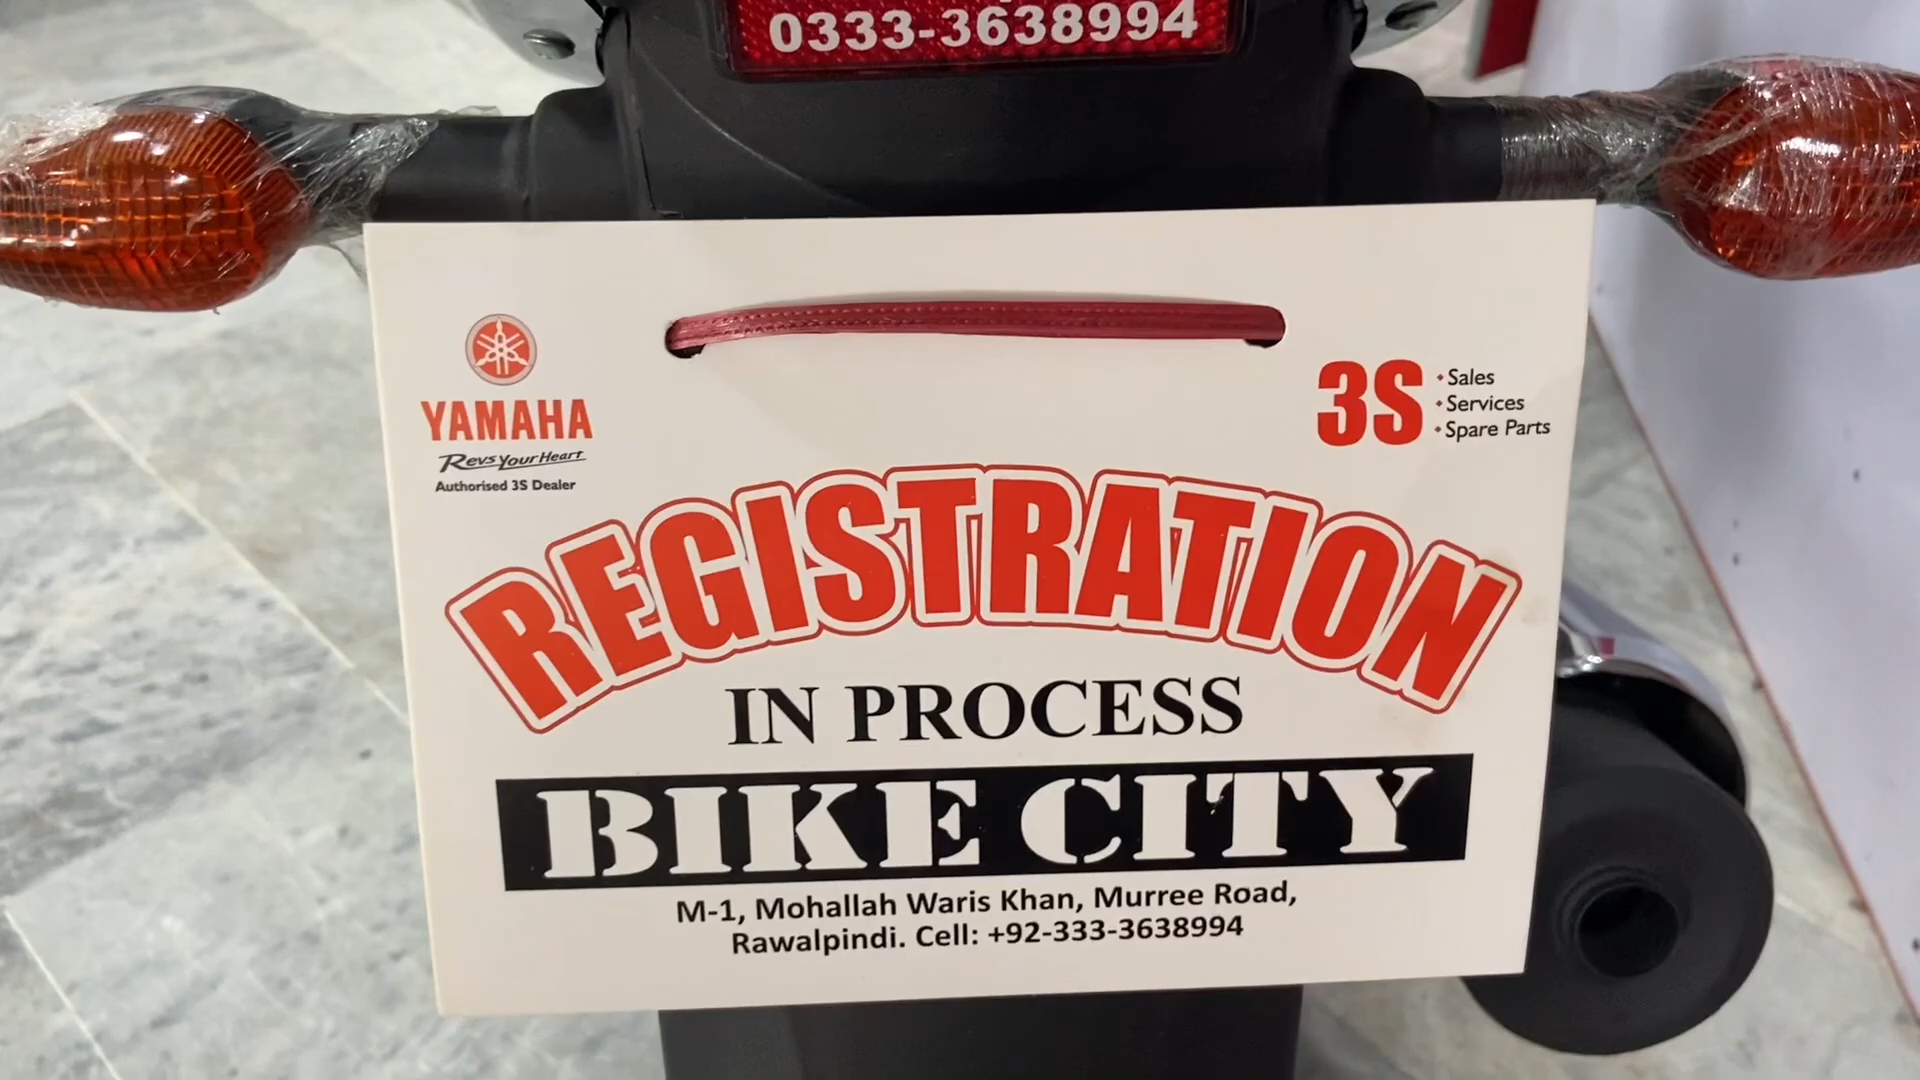 0333-3638994
YAMAHA
Revs Your Heart
Authorised 3S Dealer
3S
• Sales
• Services
• Spare Parts
REGISTRATION
IN PROCESS
BIKE CITY
M-1, Mohallah Waris Khan, Murree Road,
Rawalpindi. Cell: +92-333-3638994